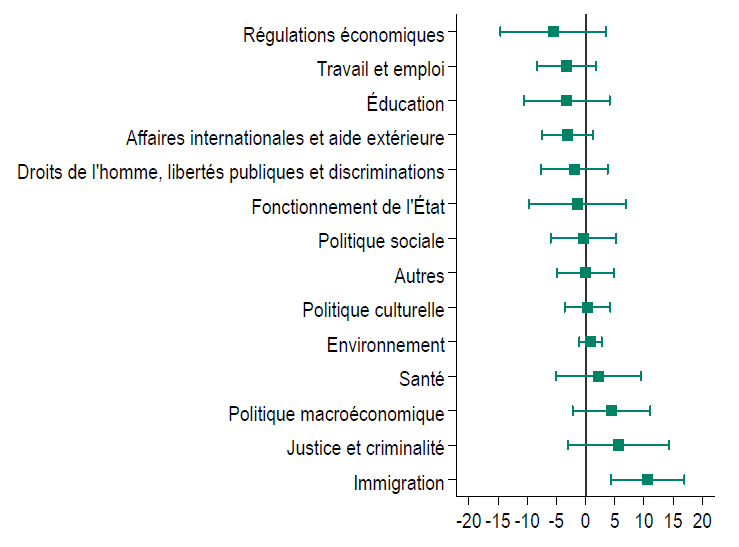 Régulations économiques
Travail et emploi
Éducation
Affaires internationales et aide extérieure
Droits de l'homme, libertés publiques et discriminations
Fonctionnement de l'État
Politique sociale
Autres
Politique culturelle
Environnement
Santé
Politique macroéconomique
Justice et criminalité
Immigration
-20 -15 -10 -5 0 5 10 15 20